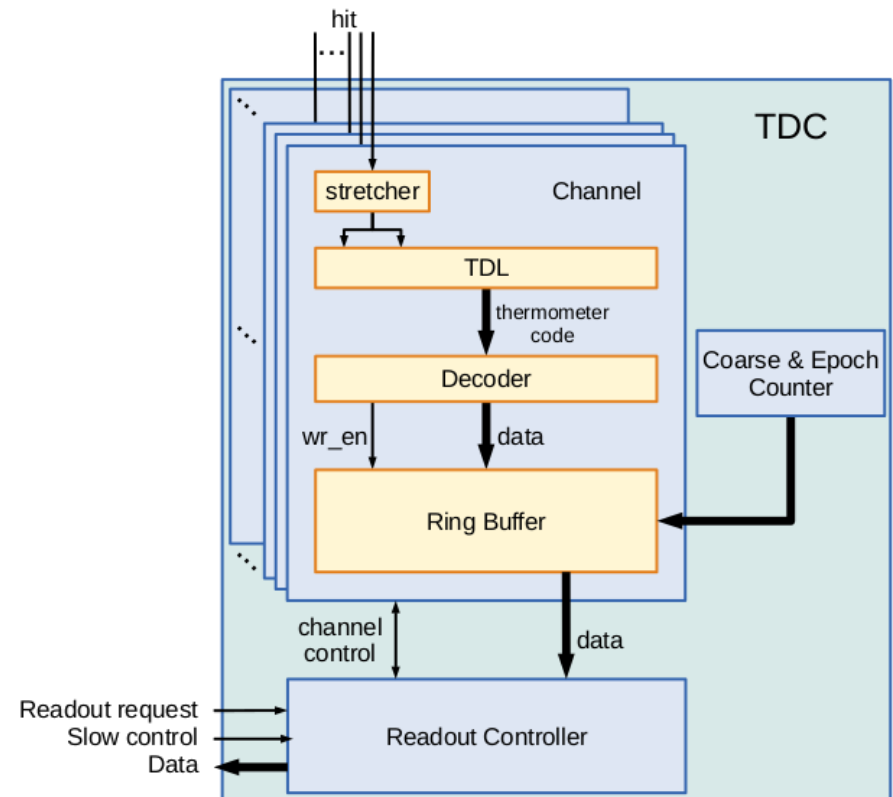 hit
...
TDC
stretcher
Channel
TDL
thermometer
code
Coarse & Epoch
Counter
Decoder
wr_en
data
Ring Buffer
channel
control
data
Readout request
Slow control
Data
Readout Controller